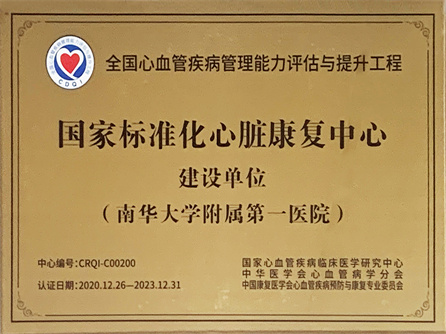 CDQI
全国心血管疾病管理能力评估与提升工程
国家标准化心脏康复中心
建设单位
（南华大学附属第一医院）
中心编号:CRQI-C00200
认证日期:2020.12.26—2023.12.31
国家心血管疾病临床医学研究中心
中华医学会心血管病学分会
中国康复医学会心血管疾病预防与康复专业委员会